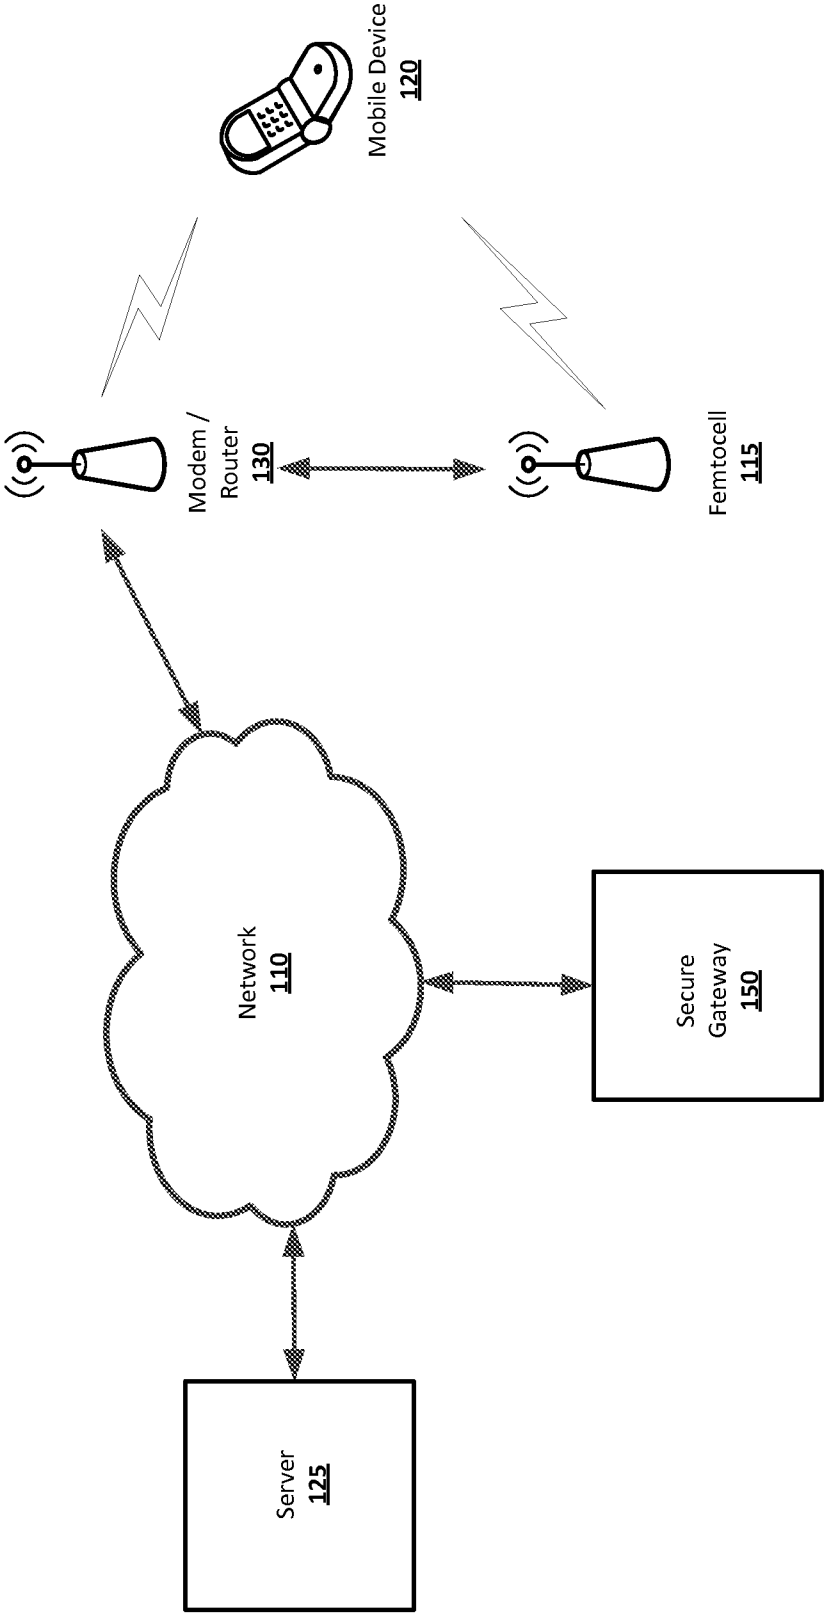 Server
125
Network
110
Secure
Gateway
150
Modem /
Router
130
Femtocell
115
Mobile Device
120